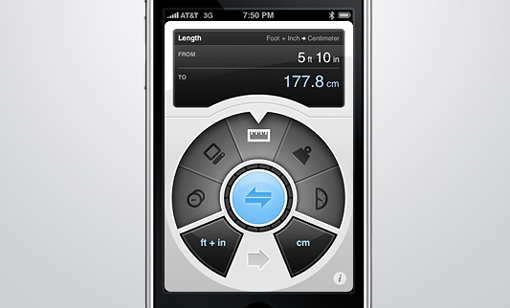 AT&T 3G 7:50 PM
Length Foot + Inch ➔ Centimeter
FROM 5 ft 10 in
TO 177.8 cm
ft + in cm
i